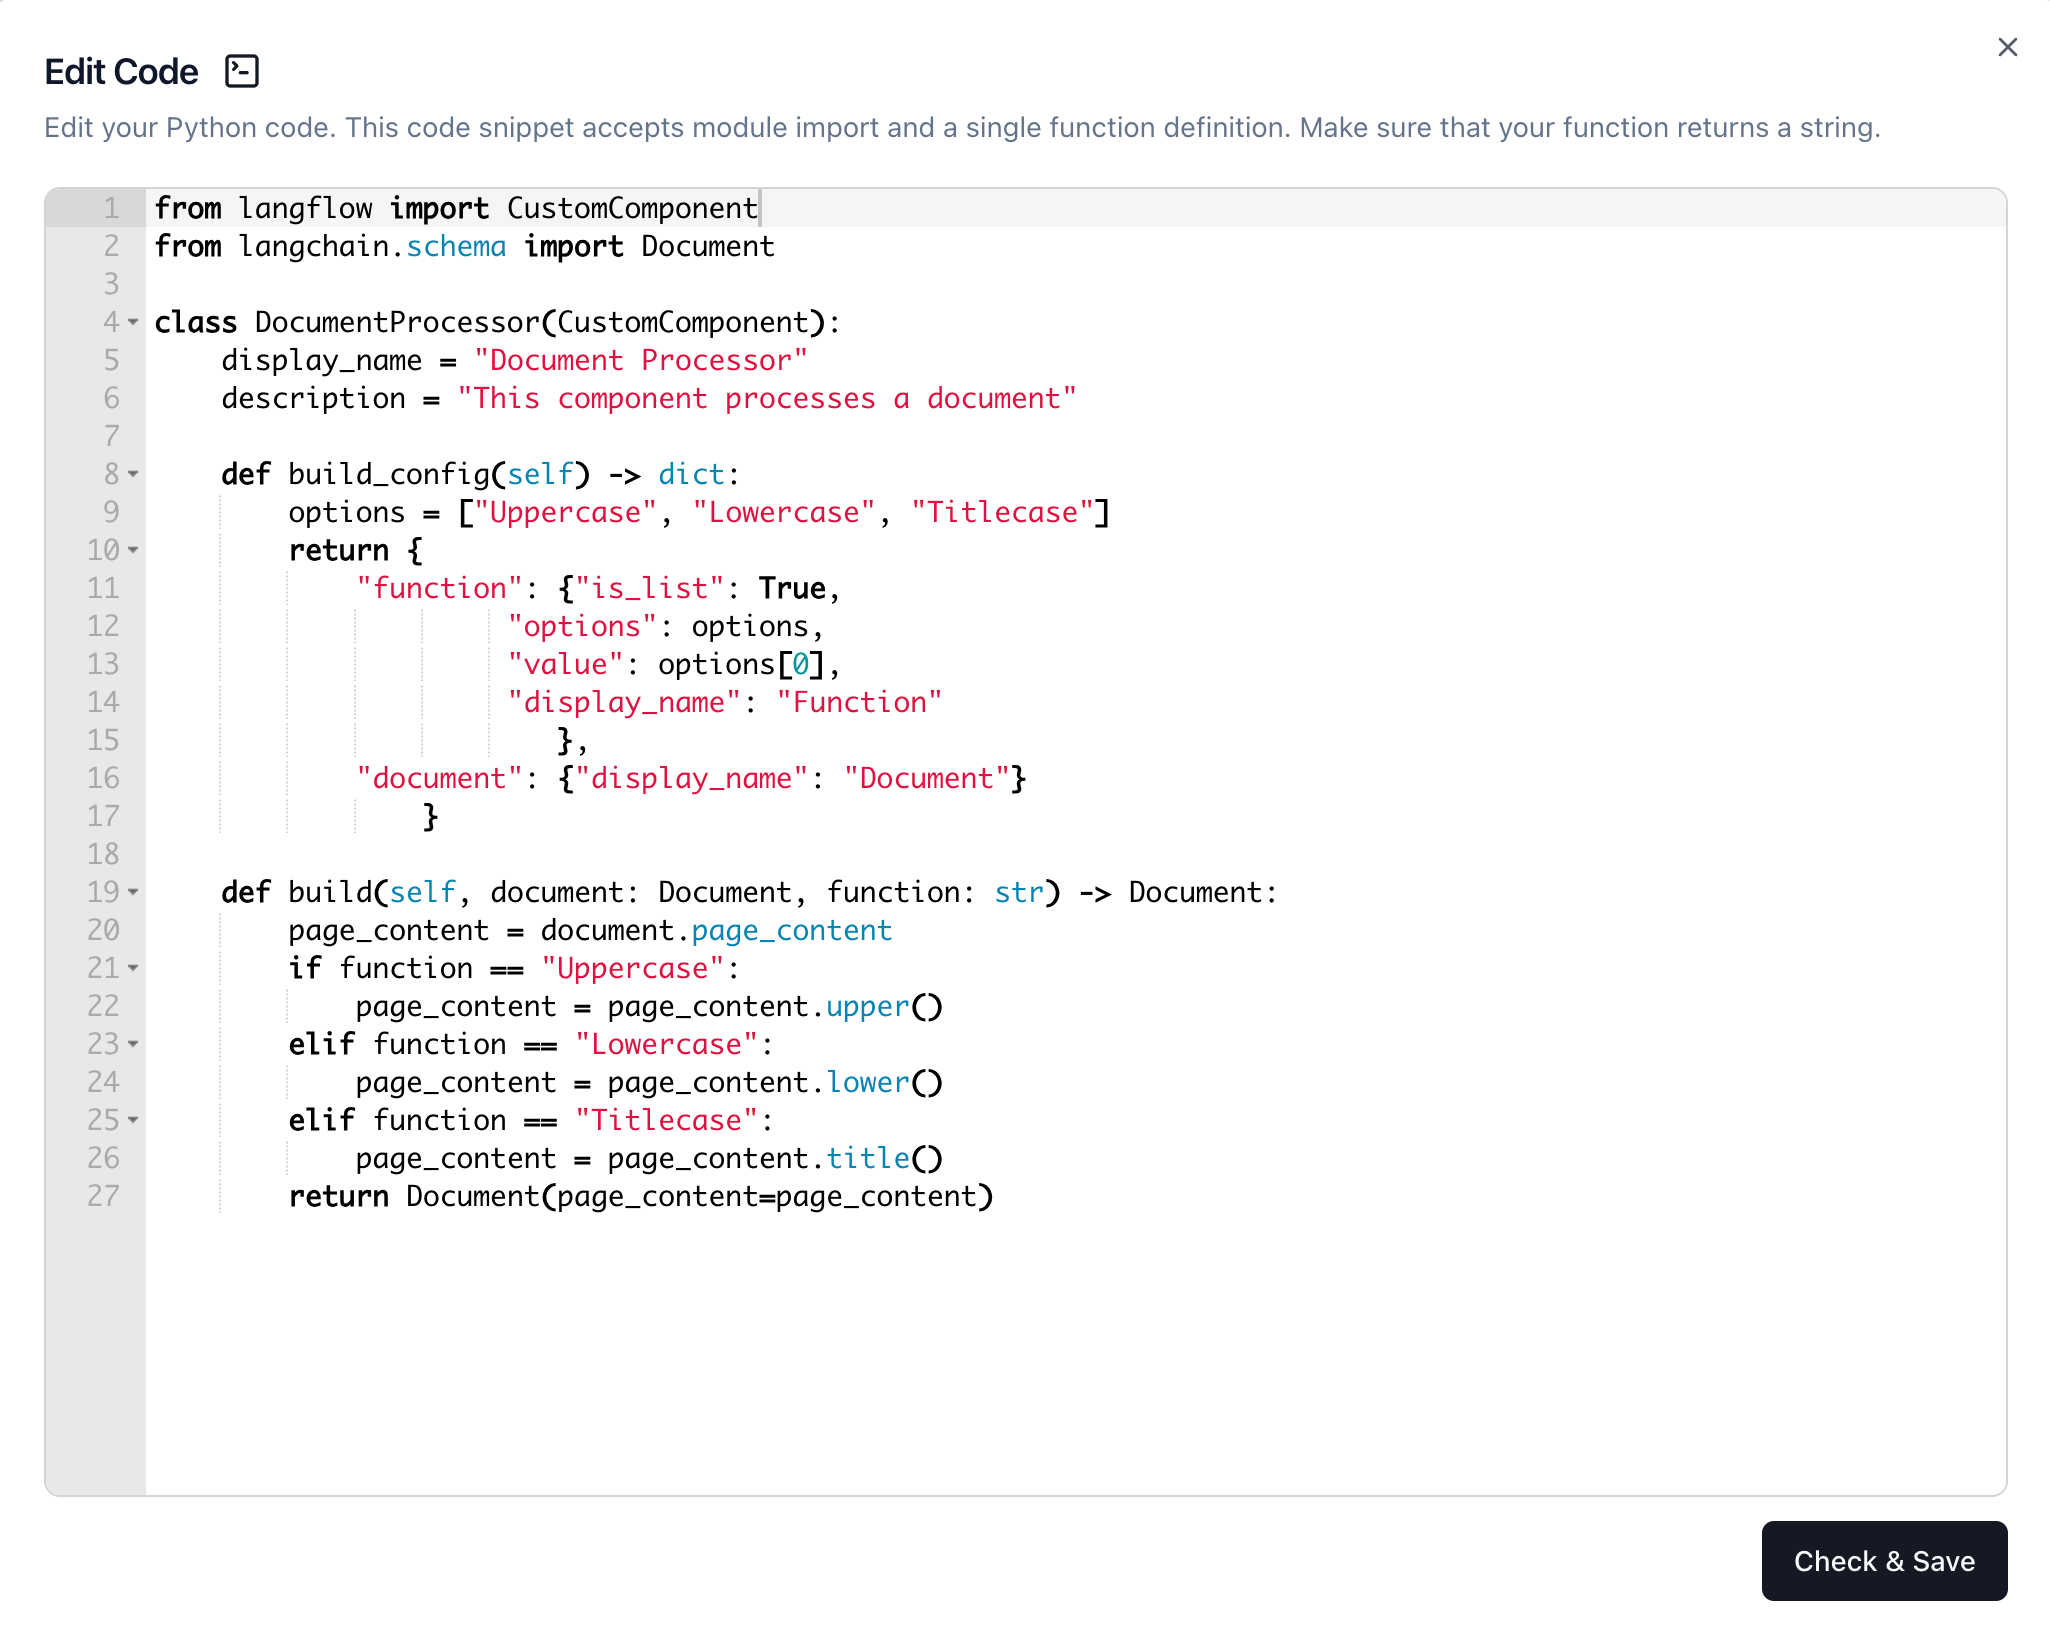 Edit Code
Edit your Python code. This code snippet accepts module import and a single function definition. Make sure that your function returns a string.
1 from langflow import CustomComponent
2 from langchain.schema import Document
3
4 class DocumentProcessor(CustomComponent):
5     display_name = "Document Processor"
6     description = "This component processes a document"
7
8     def build_config(self) -> dict:
9         options = ["Uppercase", "Lowercase", "Titlecase"]
10         return {
11             "function": {"is_list": True,
12                      "options": options,
13                      "value": options[0],
14                      "display_name": "Function"
15                         },
16             "document": {"display_name": "Document"}
17                 }
18
19     def build(self, document: Document, function: str) -> Document:
20         page_content = document.page_content
21         if function == "Uppercase":
22             page_content = page_content.upper()
23         elif function == "Lowercase":
24             page_content = page_content.lower()
25         elif function == "Titlecase":
26             page_content = page_content.title()
27         return Document(page_content=page_content)
Check & Save